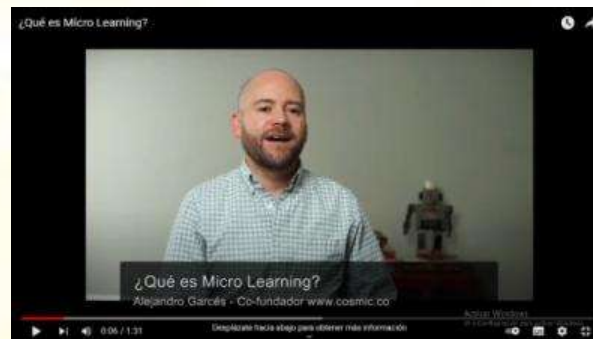 ¿Qué es Micro Learning?
¿Qué es Micro Learning?
Alejandro Garcés - Co-fundador www.cosmic.co
Activar Windows
0:06 / 1:31
Desplázate hacia abajo para obtener más información